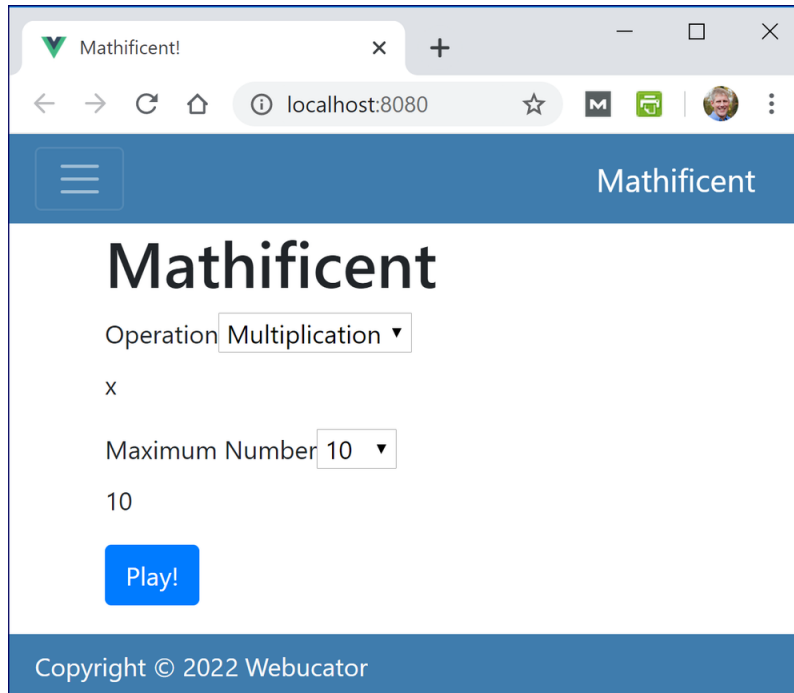 Mathificent!
localhost:8080
M
Mathificent
Mathificent
Operation Multiplication
x
Maximum Number 10
10
Play!
Copyright © 2022 Webucator